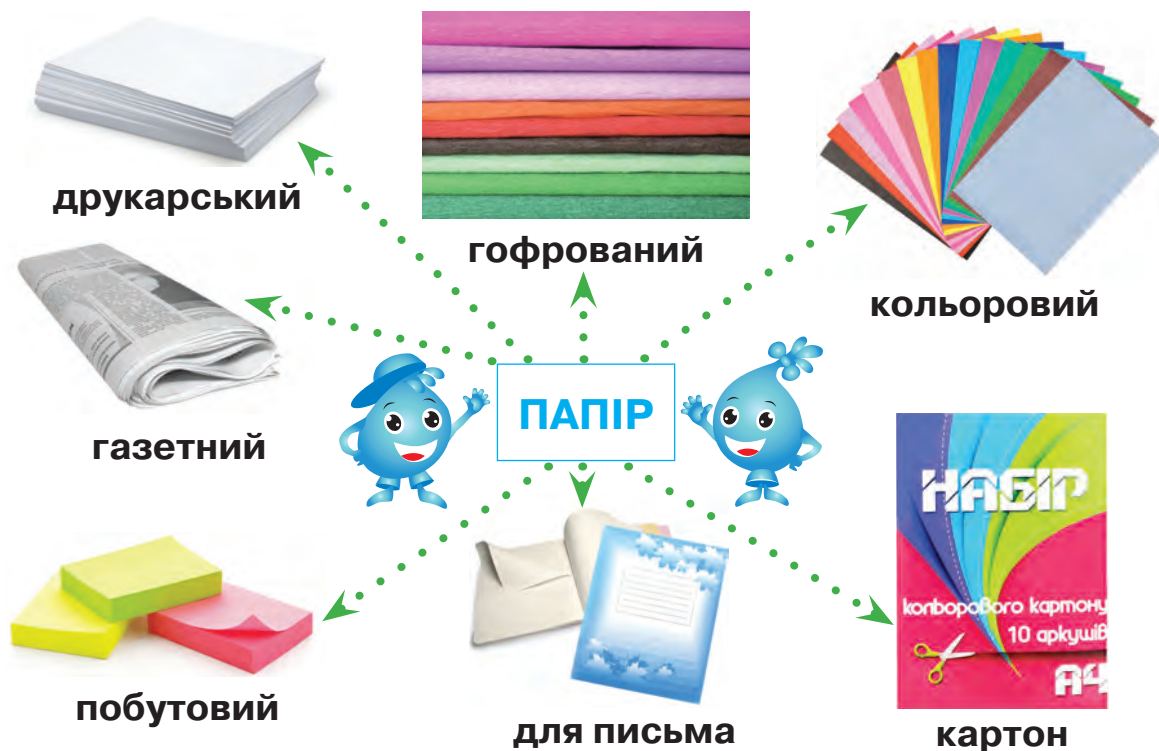 друкарський
гофрований
кольоровий
газетний
ПАПІР
НАБІР
кольорового картону
10 аркушів
А4
побутовий
для письма
картон